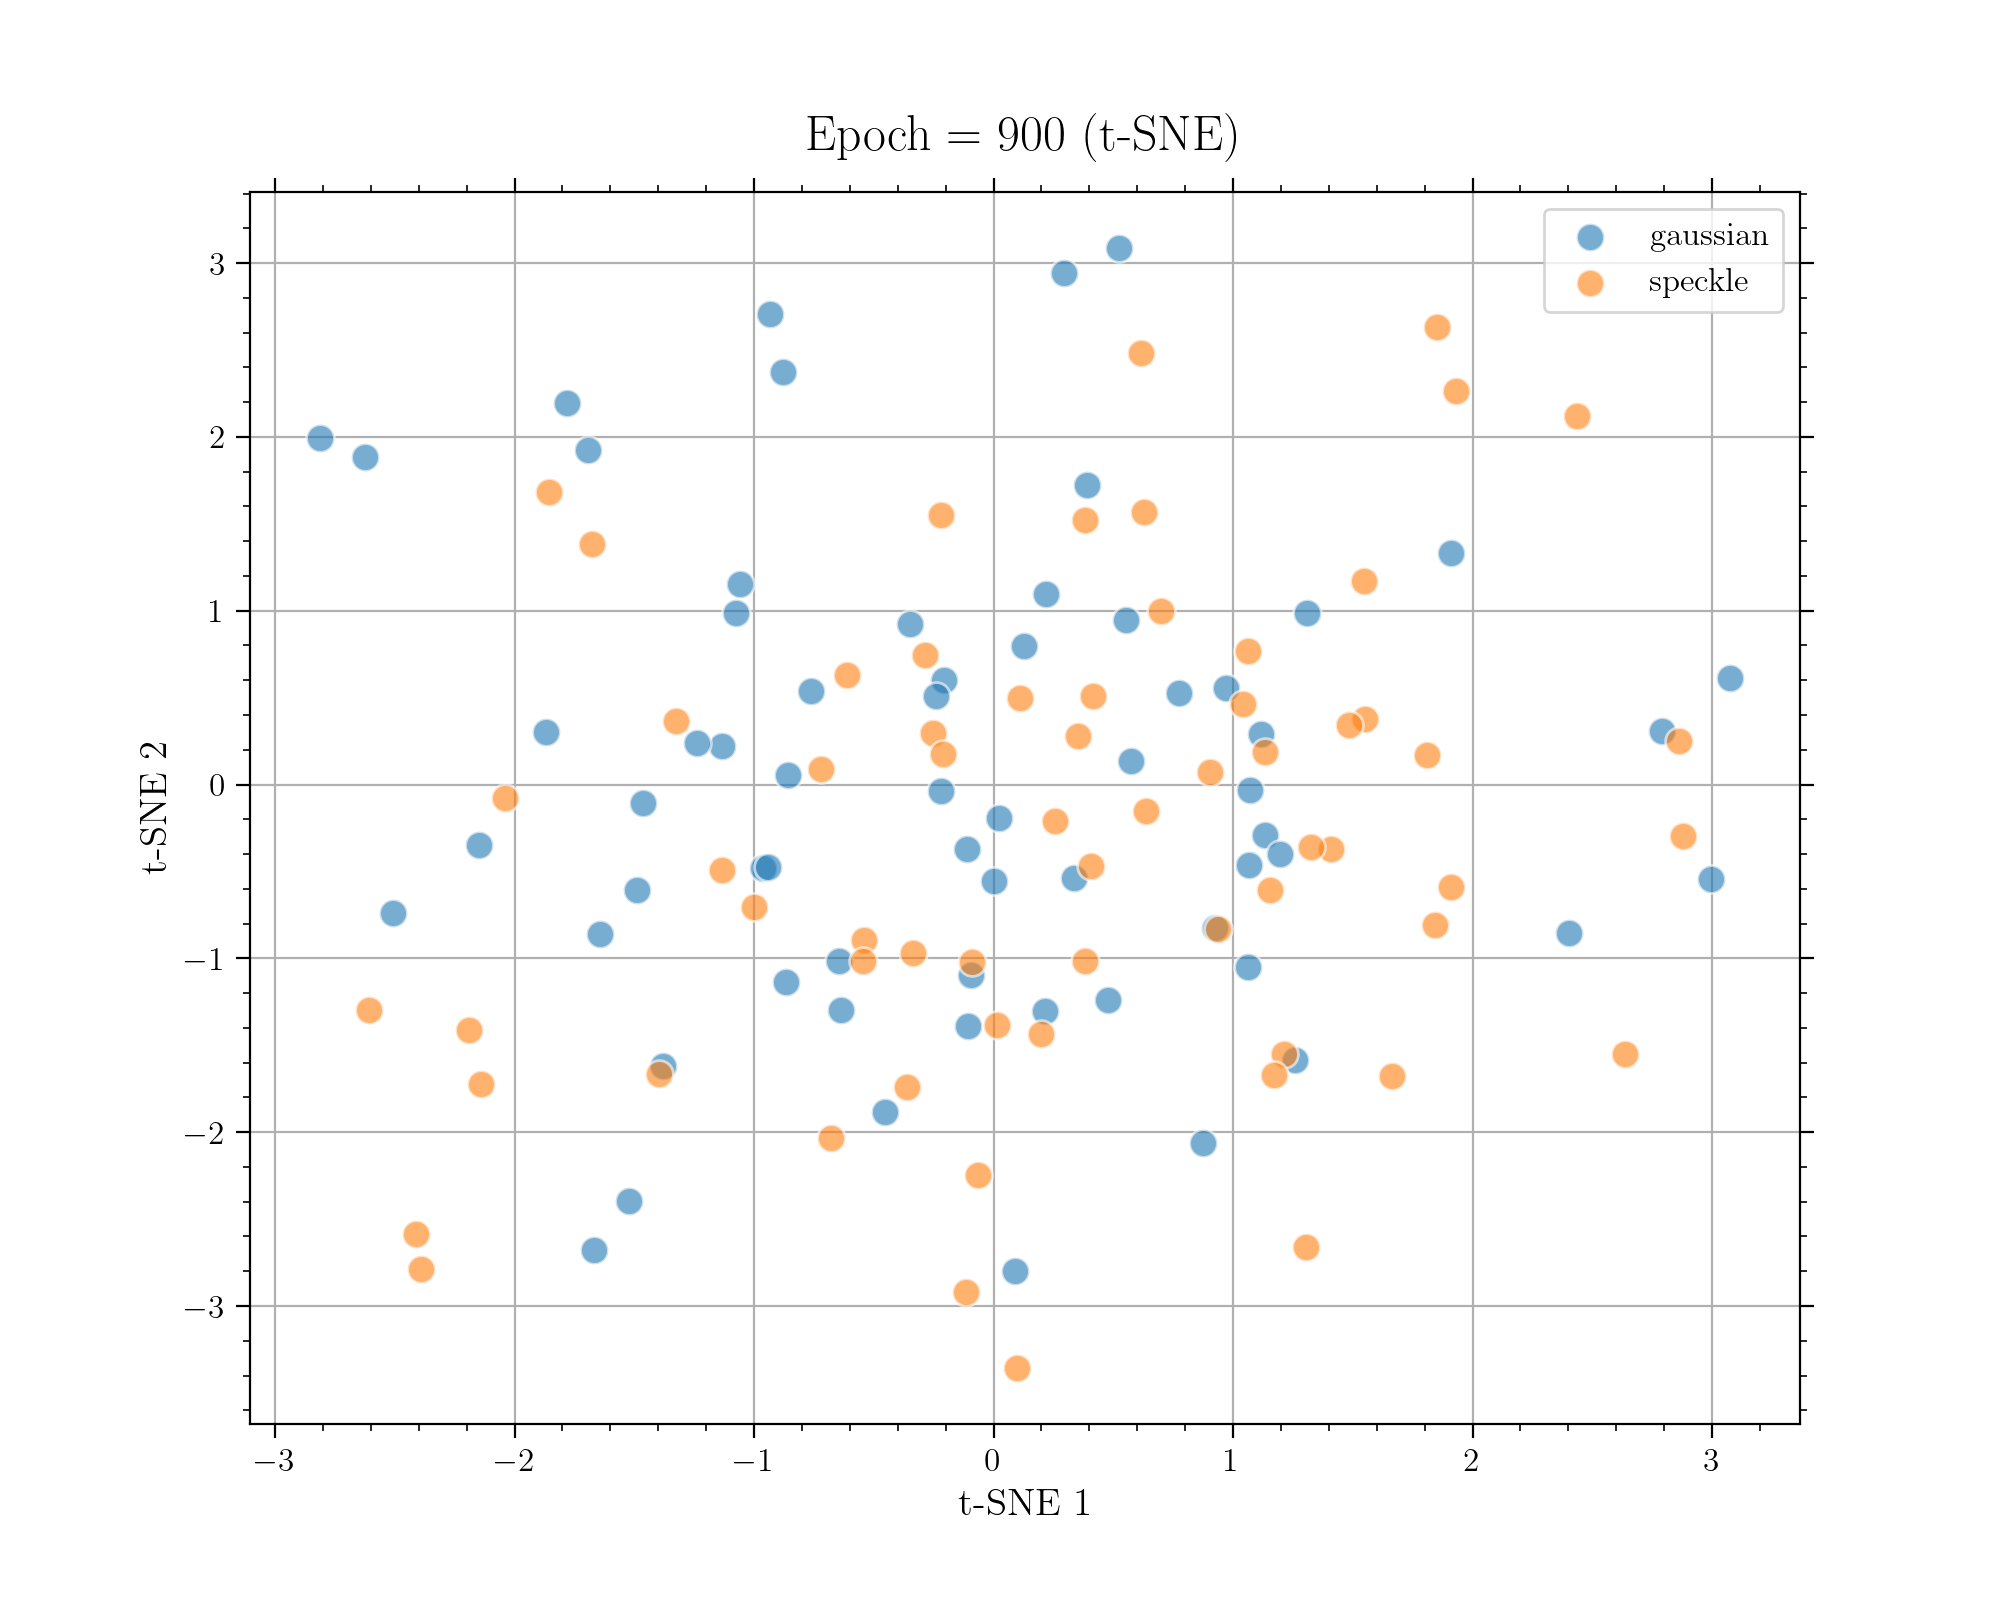 Epoch = 900 (t-SNE)
gaussian
speckle
3
2
1
0
−1
−2
−3
t-SNE 2
−3
−2
−1
0
1
2
3
t-SNE 1